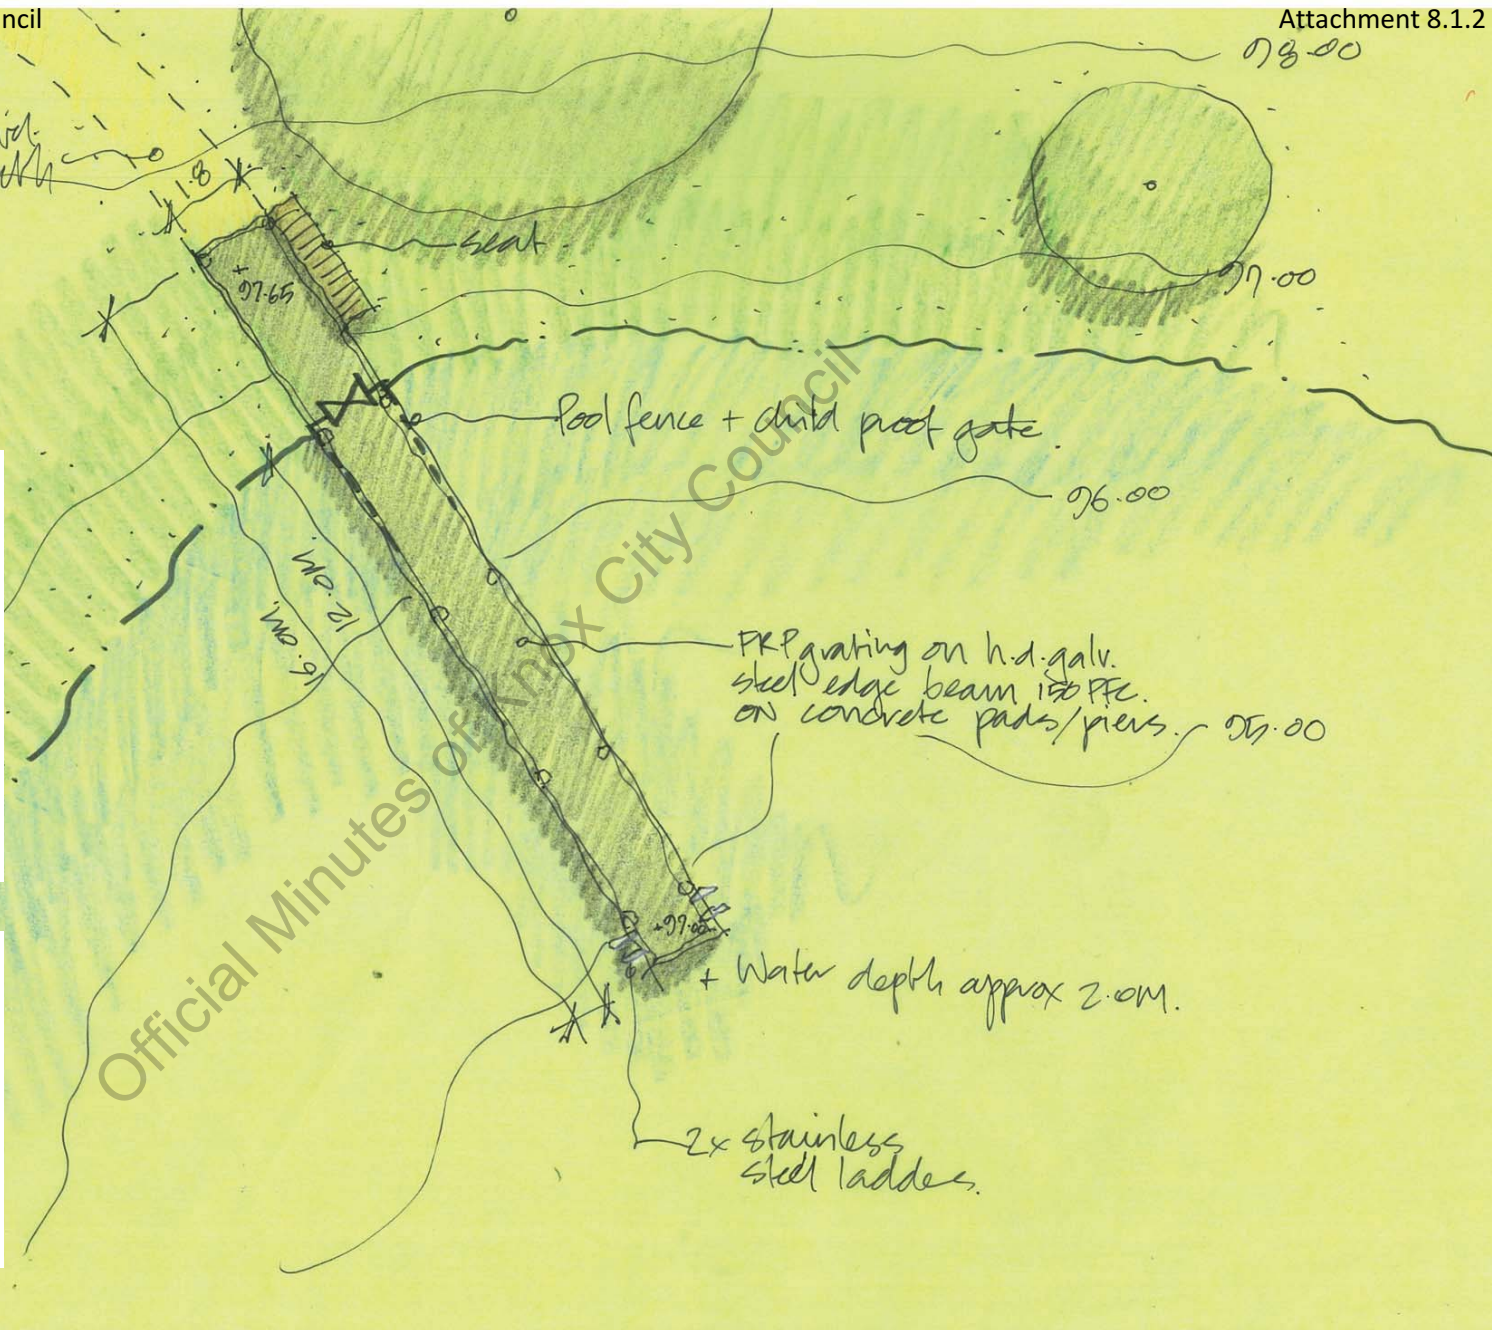 ncil
Attachment 8.1.2
98.00
1.8
seat
+
97.65
97.00
Pool fence + child proof gate.
96.00
12.0M.
16.0M.
FRP grating on h.d.galv.
steel edge beam 150 PFC.
ON concrete pads/piers.
95.00
+97.00
+ Water depth approx 2.0M.
2x stainless
steel ladders.
Official Minutes of Knox City Council